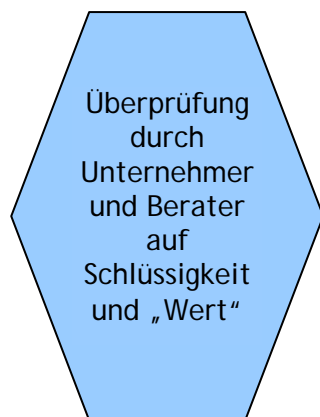 Überprüfung
durch
Unternehmer
und Berater
auf
Schlüssigkeit
und „Wert“